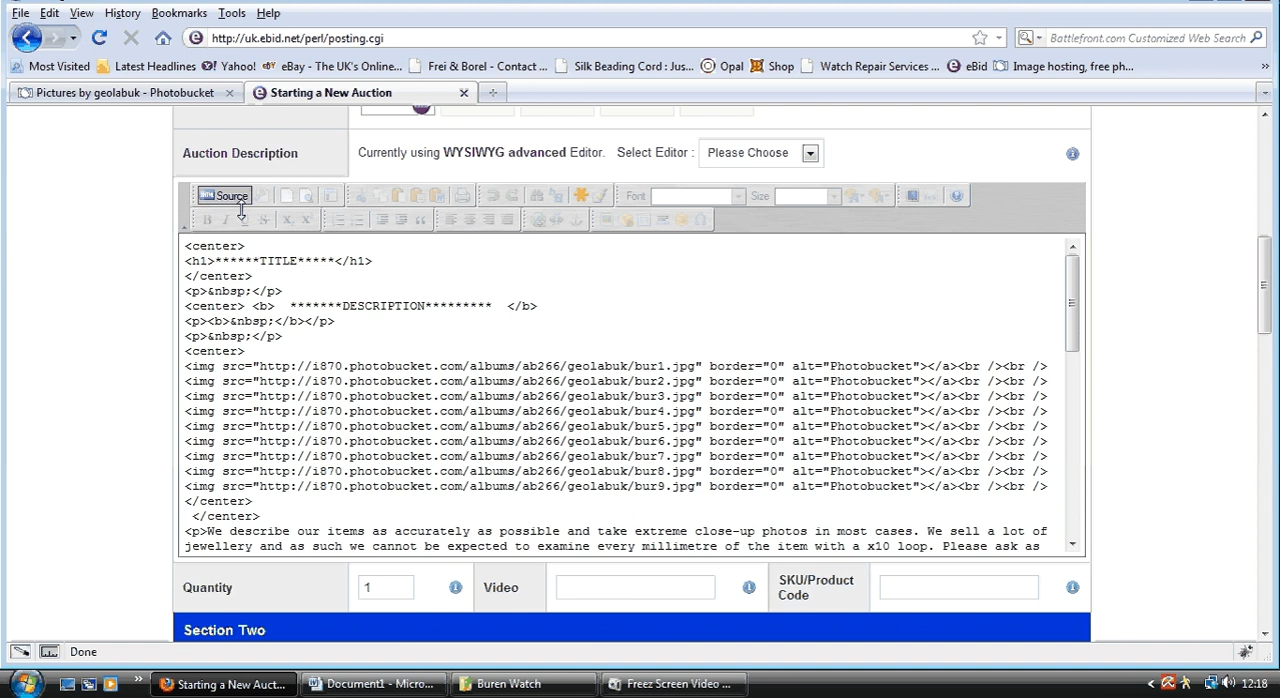 File Edit View History Bookmarks Tools Help
http://uk.ebid.net/perl/posting.cgi
Battlefront.com Customized Web Search
Most Visited Latest Headlines Yahoo! eBay - The UK's Online... Frei & Borel - Contact ... Silk Beading Cord : Jus... Opal Shop Watch Repair Services ... eBid Image hosting, free ph... »
Pictures by geolabuk - Photobucket Starting a New Auction
Auction Description Currently using WYSIWYG advanced Editor. Select Editor : Please Choose
Source Font Size
<center>
<h1>******TITLE*****</h1>
</center>
<p>&nbsp;</p>
<center> <b>  *******DESCRIPTION*********  </b>
<p><b>&nbsp;</b></p>
<p>&nbsp;</p>
<center>
<img src="http://i870.photobucket.com/albums/ab266/geolabuk/bur1.jpg" border="0" alt="Photobucket"></a><br /><br />
<img src="http://i870.photobucket.com/albums/ab266/geolabuk/bur2.jpg" border="0" alt="Photobucket"></a><br /><br />
<img src="http://i870.photobucket.com/albums/ab266/geolabuk/bur3.jpg" border="0" alt="Photobucket"></a><br /><br />
<img src="http://i870.photobucket.com/albums/ab266/geolabuk/bur4.jpg" border="0" alt="Photobucket"></a><br /><br />
<img src="http://i870.photobucket.com/albums/ab266/geolabuk/bur5.jpg" border="0" alt="Photobucket"></a><br /><br />
<img src="http://i870.photobucket.com/albums/ab266/geolabuk/bur6.jpg" border="0" alt="Photobucket"></a><br /><br />
<img src="http://i870.photobucket.com/albums/ab266/geolabuk/bur7.jpg" border="0" alt="Photobucket"></a><br /><br />
<img src="http://i870.photobucket.com/albums/ab266/geolabuk/bur8.jpg" border="0" alt="Photobucket"></a><br /><br />
<img src="http://i870.photobucket.com/albums/ab266/geolabuk/bur9.jpg" border="0" alt="Photobucket"></a><br /><br />
</center>
</center>
<p>We describe our items as accurately as possible and take extreme close-up photos in most cases. We sell a lot of
jewellery and as such we cannot be expected to examine every millimetre of the item with a x10 loop. Please ask as
Quantity 1 Video SKU/Product
Code
Section Two
Done
» Starting a New Auct... Document1 - Micro... Buren Watch Freez Screen Video ... 12:18